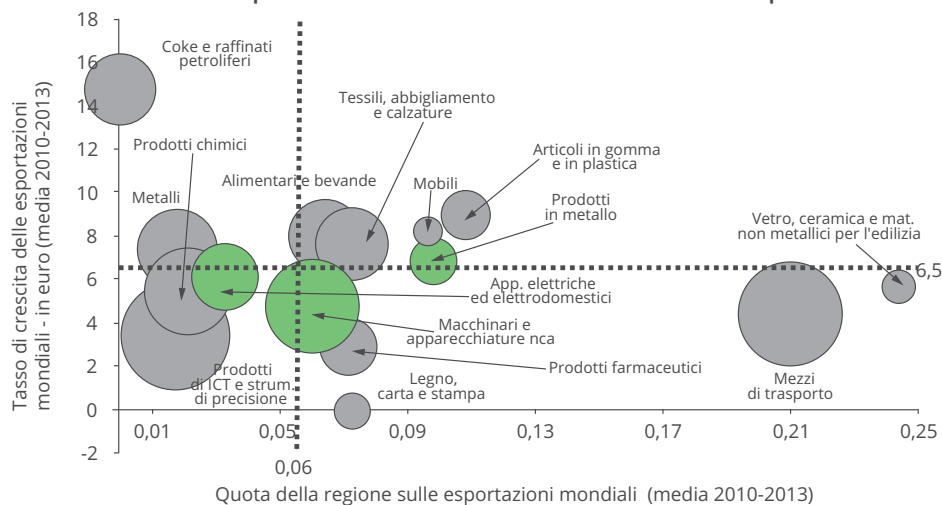 18
16
14
12
10
8
6
4
2
0
-2
Tasso di crescita delle esportazioni
mondiali - in euro (media 2010-2013)
Coke e raffinati
petroliferi
Tessili, abbigliamento
e calzature
Prodotti chimici
Articoli in gomma
e in plastica
Alimentari e bevande
Mobili
Metalli
Prodotti
in metallo
Vetro, ceramica e mat.
non metallici per l'edilizia
6,5
App. elettriche
ed elettrodomestici
Macchinari e
apparecchiature nca
Prodotti farmaceutici
Prodotti
di ICT e strum.
di precisione
Legno,
carta e stampa
Mezzi
di trasporto
0,01
0,05
0,09
0,13
0,17
0,21
0,25
0,06
Quota della regione sulle esportazioni mondiali (media 2010-2013)